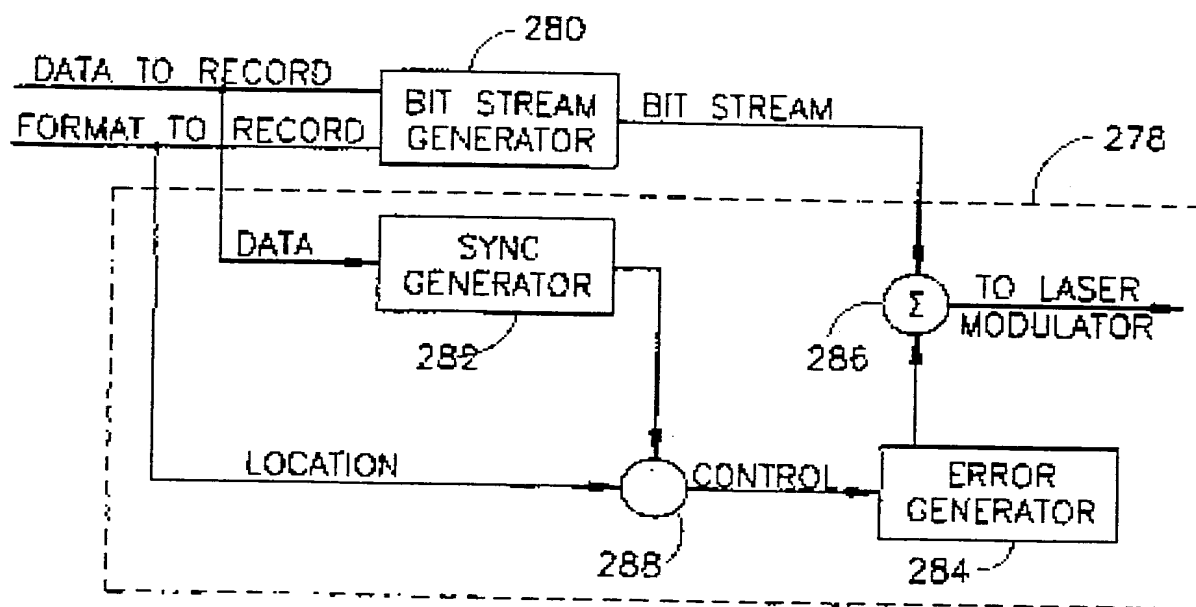 280
DATA TO RECORD
FORMAT TO RECORD
BIT STREAM
GENERATOR
BIT STREAM
278
DATA
SYNC
GENERATOR
282
Σ
286
TO LASER
MODULATOR
LOCATION
288
CONTROL
ERROR
GENERATOR
284